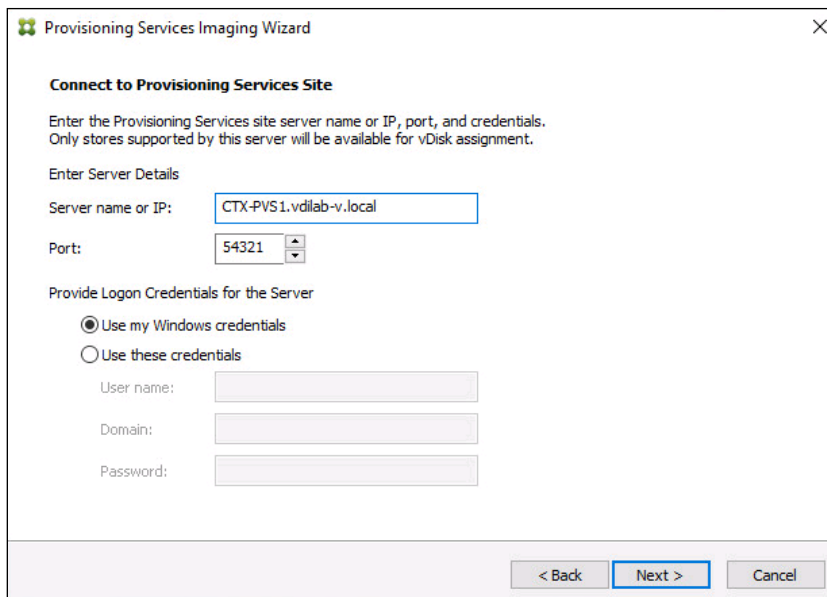 Provisioning Services Imaging Wizard
Connect to Provisioning Services Site
Enter the Provisioning Services site server name or IP, port, and credentials.
Only stores supported by this server will be available for vDisk assignment.
Enter Server Details
Server name or IP: CTX-PVS1.vdilab-v.local
Port: 54321
Provide Logon Credentials for the Server
Use my Windows credentials
Use these credentials
User name:
Domain:
Password:
< Back Next > Cancel